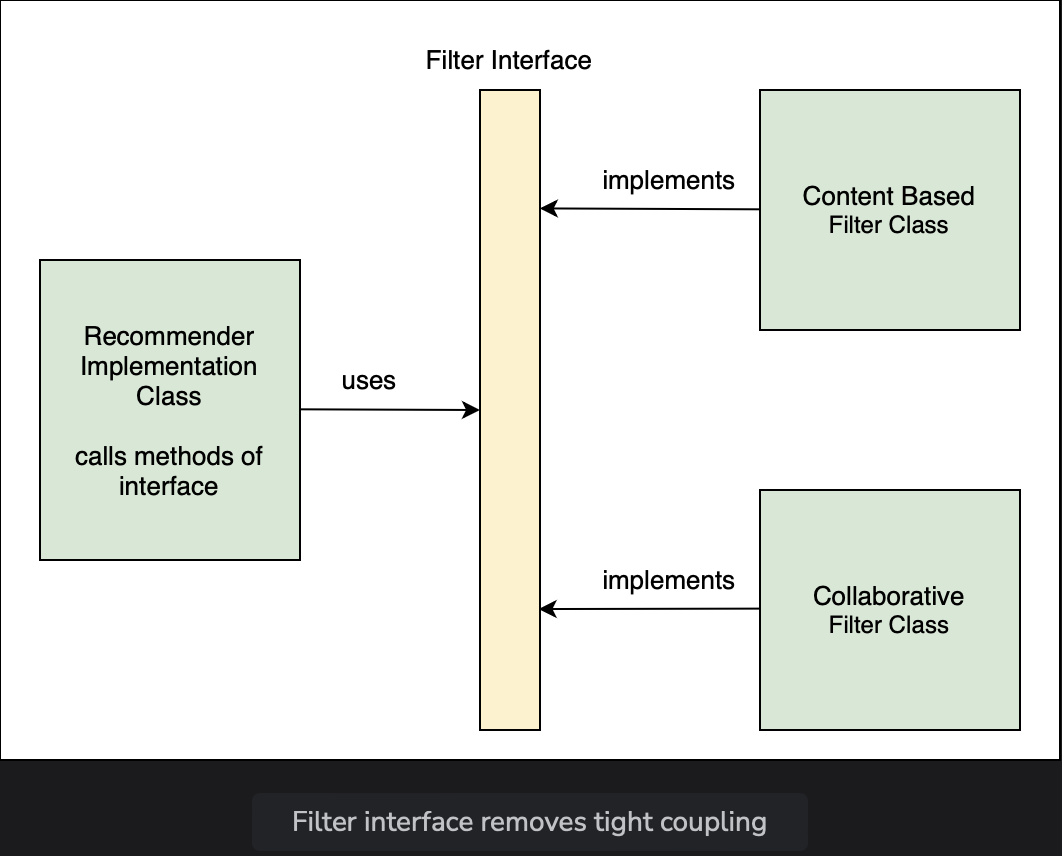 Filter Interface
implements
Content Based
Filter Class
Recommender
Implementation
Class
calls methods of
interface
uses
implements
Collaborative
Filter Class
Filter interface removes tight coupling